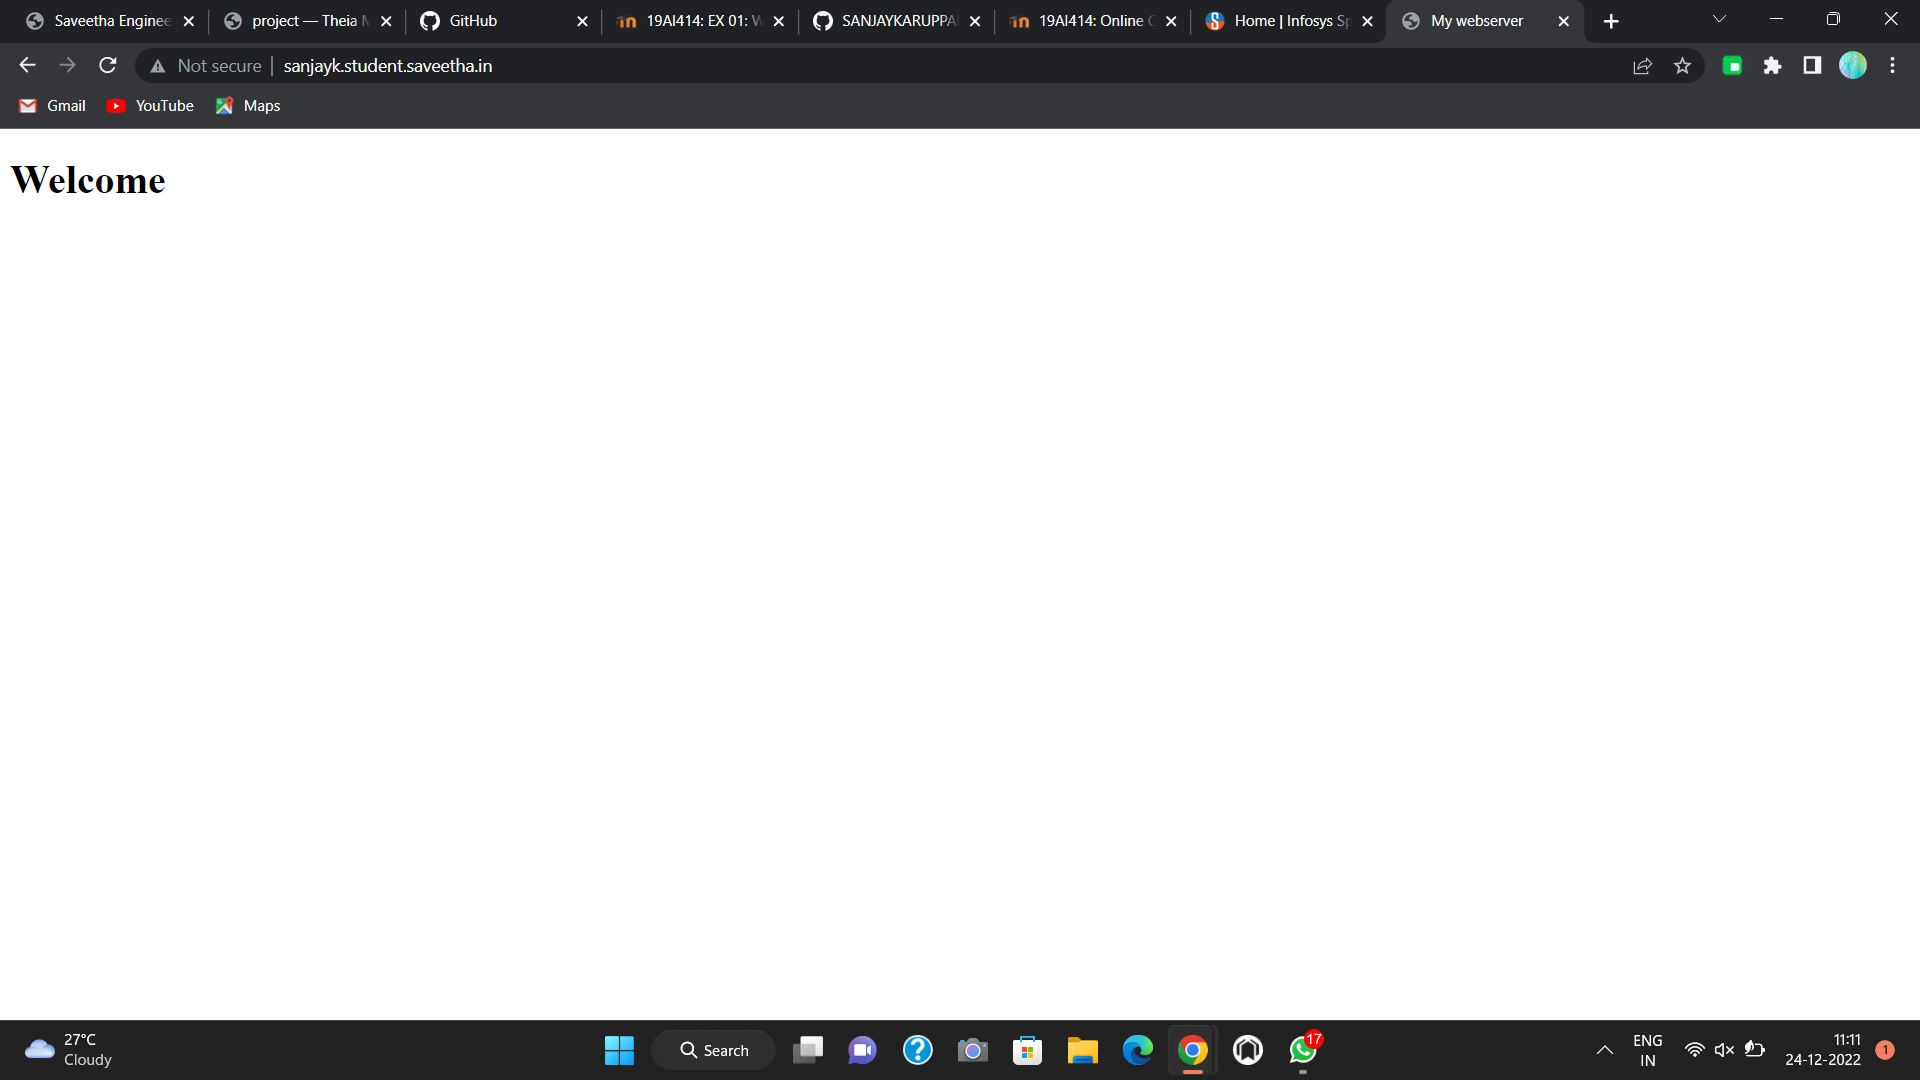 Saveetha Enginee
project — Theia
GitHub
19AI414: EX 01:
SANJAYKARUPPA
19AI414: Online
Home | Infosys Sp
My webserver
Not secure
sanjayk.student.saveetha.in
Gmail
YouTube
Maps
Welcome
27°C
Cloudy
Search
17
ENG
IN
11:11
24-12-2022
1